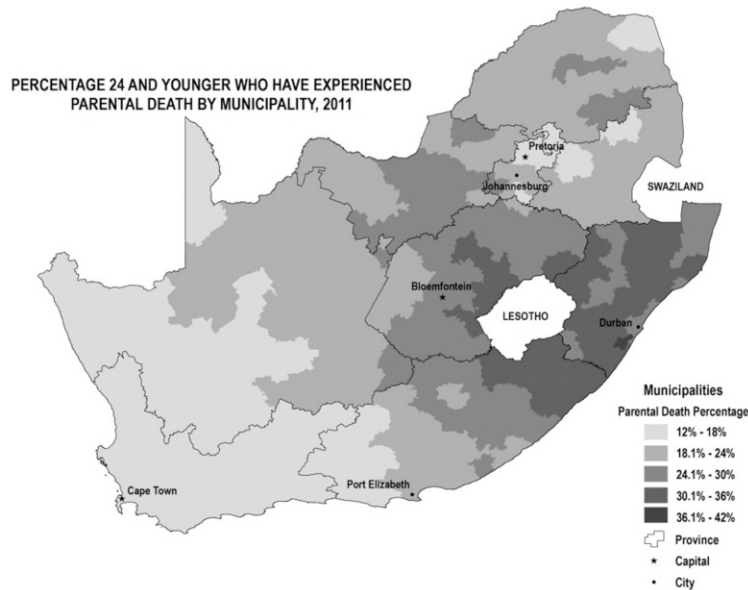 PERCENTAGE 24 AND YOUNGER WHO HAVE EXPERIENCED
PARENTAL DEATH BY MUNICIPALITY, 2011
Pretoria
Johannesburg
SWAZILAND
Bloemfontein
LESOTHO
Durban
Port Elizabeth
Cape Town
Municipalities
Parental Death Percentage
12% - 18%
18.1% - 24%
24.1% - 30%
30.1% - 36%
36.1% - 42%
Province
Capital
City